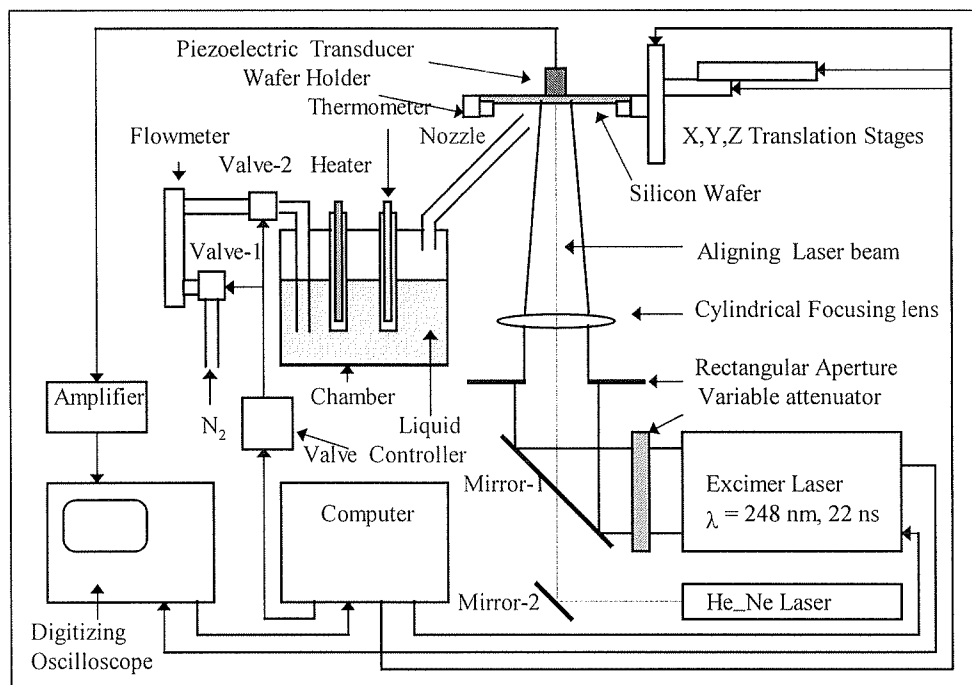 Piezoelectric Transducer
Wafer Holder
Thermometer
Nozzle
Flowmeter
Valve-2
Heater
X,Y,Z Translation Stages
Silicon Wafer
Valve-1
Aligning Laser beam
Cylindrical Focusing lens
Rectangular Aperture
Variable attenuator
Chamber
Amplifier
N₂
Liquid
Valve Controller
Mirror-1
Excimer Laser
λ = 248 nm, 22 ns
Computer
Mirror-2
He_Ne Laser
Digitizing
Oscilloscope